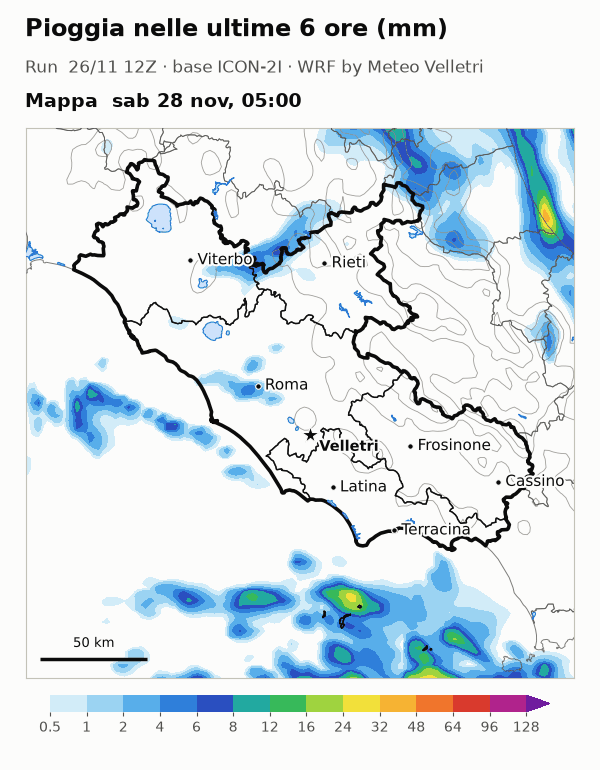 Pioggia nelle ultime 6 ore (mm)
Run  26/11 12Z · base ICON-2I · WRF by Meteo Velletri
Mappa  sab 28 nov, 05:00
Viterbo
Rieti
Roma
Velletri
Frosinone
Cassino
Latina
Terracina
50 km
0.5 1 2 4 6 8 12 16 24 32 48 64 96 128